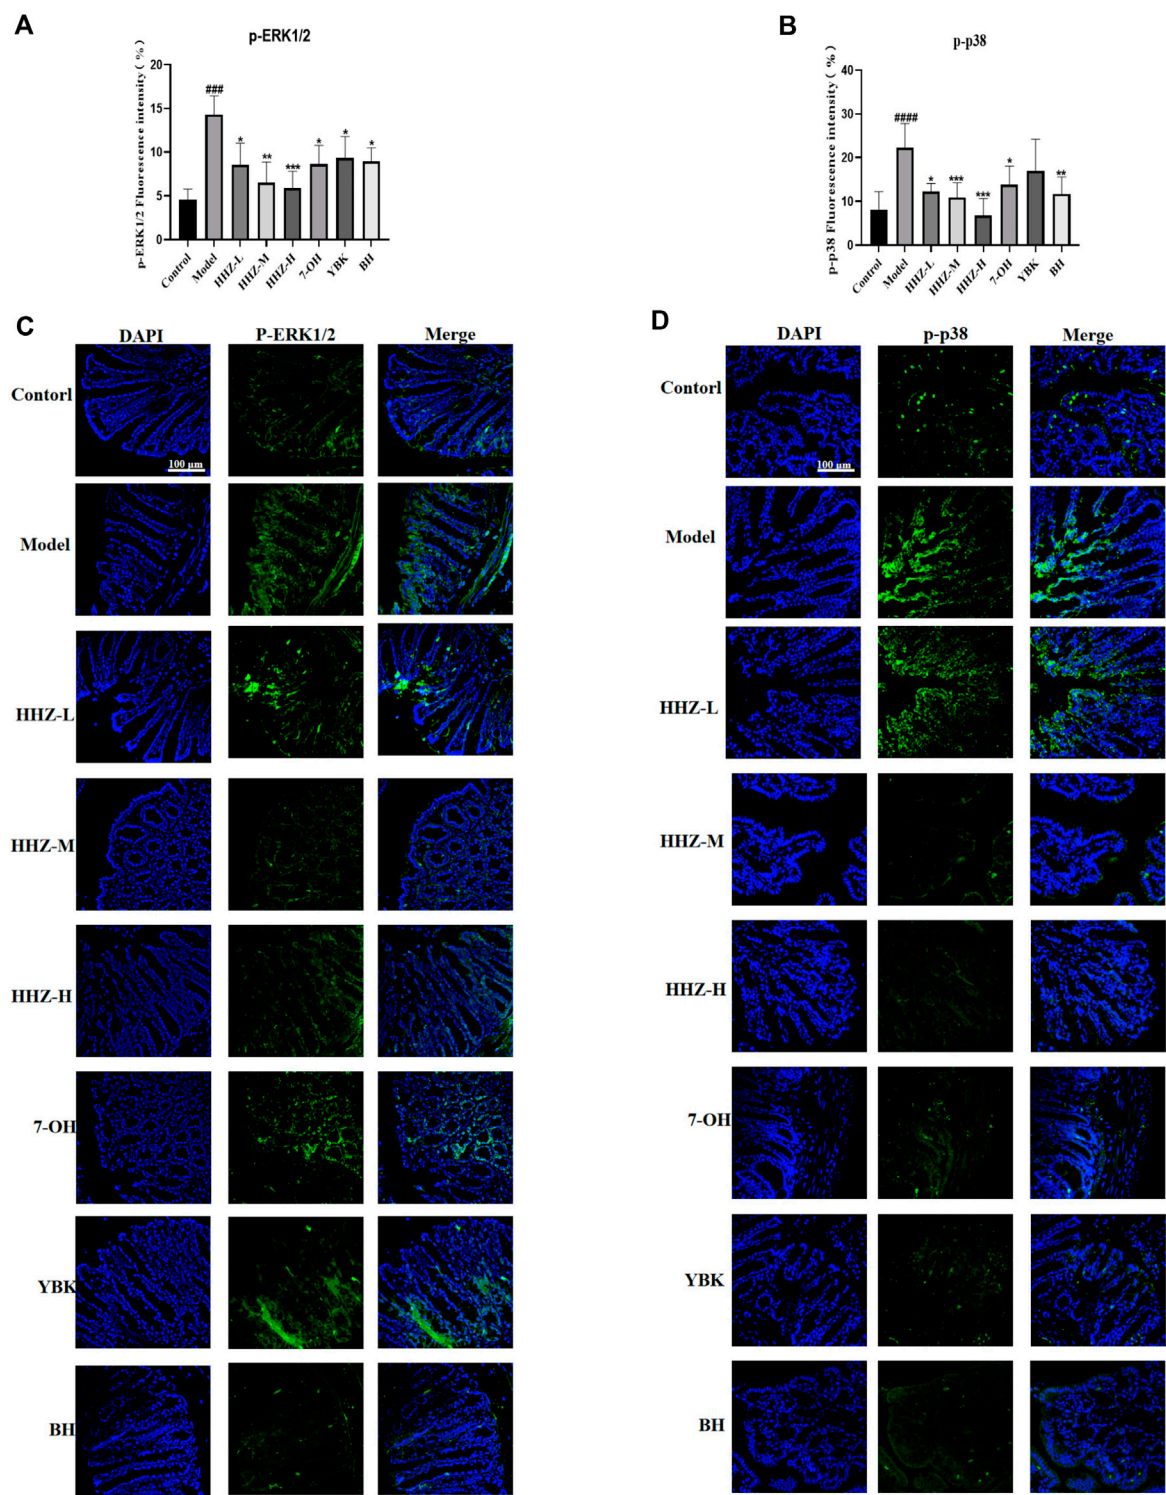 A
p-ERK1/2
p-ERK1/2 Fluorescence intensity ( % )
20
15
10
5
0
###
*
**
***
*
*
*
Control
Model
HHZ-L
HHZ-M
HHZ-H
7-OH
YBK
BH
B
p-p38
p-p38 Fluorescence intensity ( % )
40
30
20
10
0
####
*
***
***
*
**
Control
Model
HHZ-L
HHZ-M
HHZ-H
7-OH
YBK
BH
C
DAPI P-ERK1/2 Merge
Contorl
100 μm
Model
HHZ-L
HHZ-M
HHZ-H
7-OH
YBK
BH
D
DAPI p-p38 Merge
Contorl
100 μm
Model
HHZ-L
HHZ-M
HHZ-H
7-OH
YBK
BH